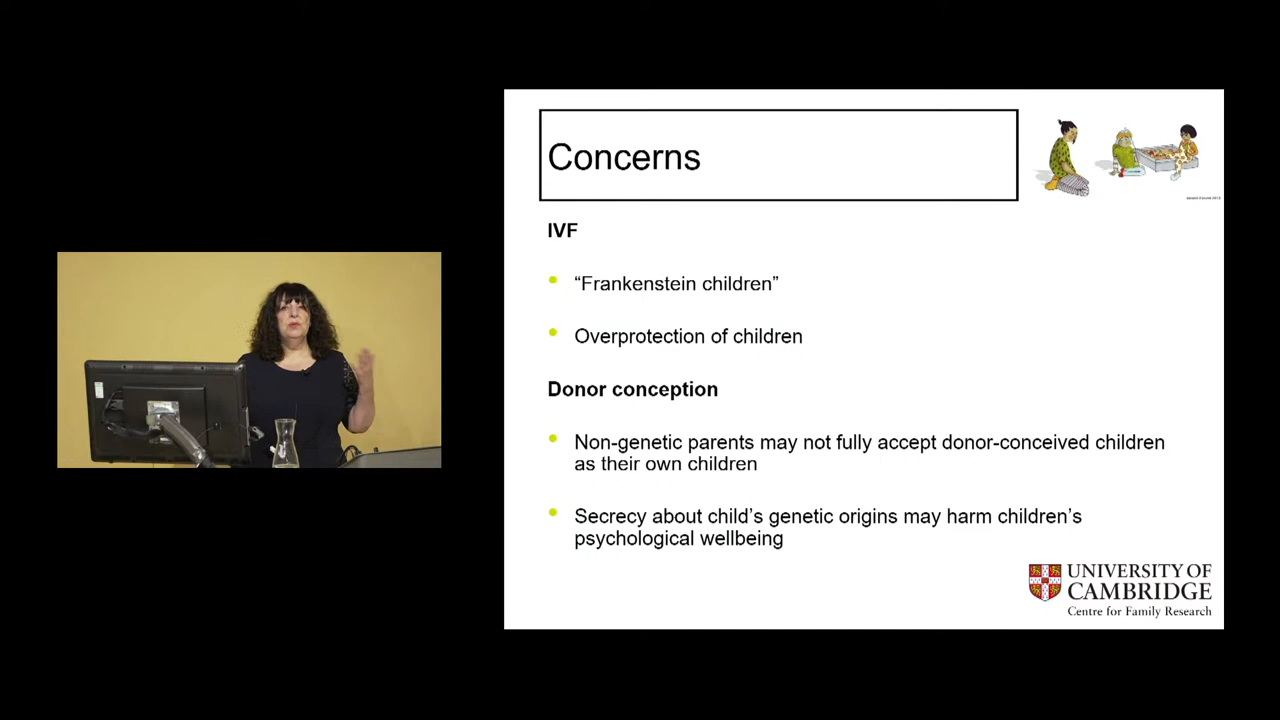 Concerns
IVF
“Frankenstein children”
Overprotection of children
Donor conception
Non-genetic parents may not fully accept donor-conceived children
as their own children
Secrecy about child’s genetic origins may harm children’s
psychological wellbeing
UNIVERSITY OF
CAMBRIDGE
Centre for Family Research